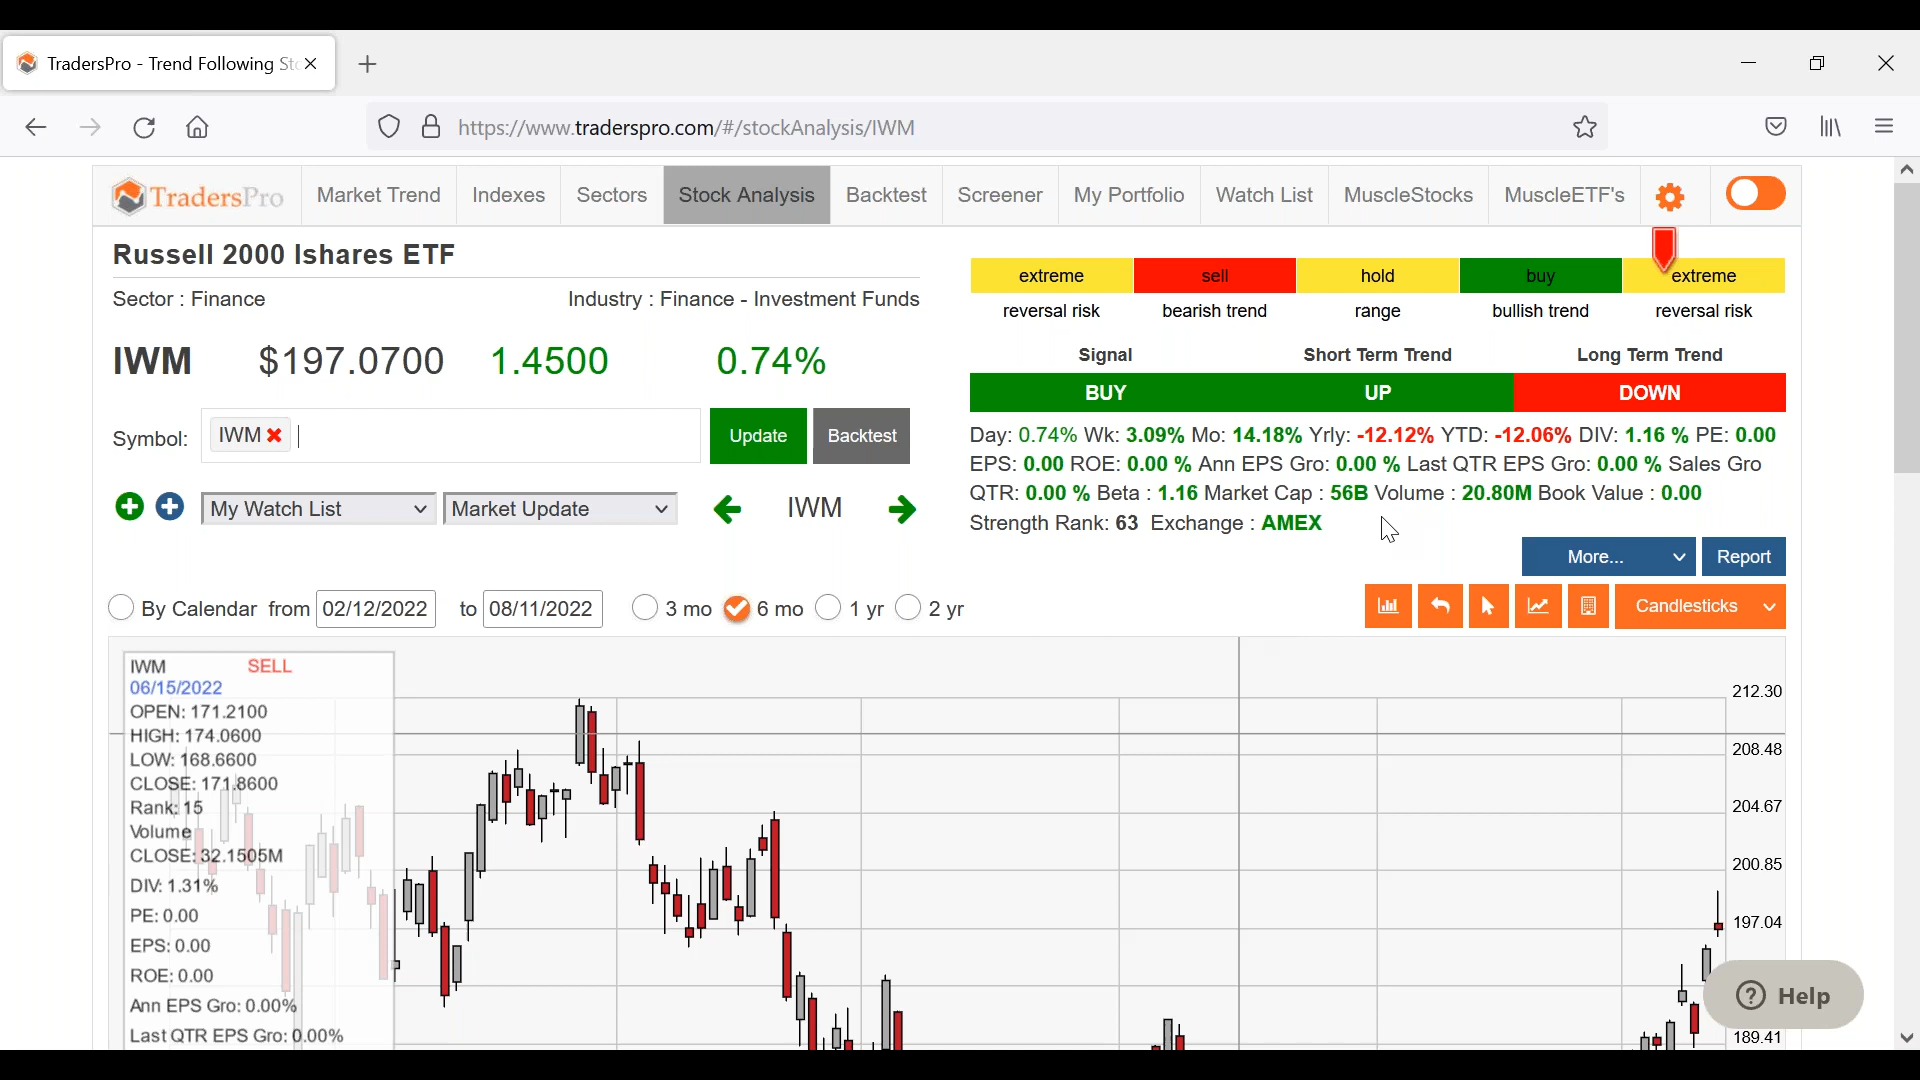 TradersPro - Trend Following Sto
https://www.traderspro.com/#/stockAnalysis/IWM
TradersPro Market Trend Indexes Sectors Stock Analysis Backtest Screener My Portfolio Watch List MuscleStocks MuscleETF's
Russell 2000 Ishares ETF
Sector : Finance Industry : Finance - Investment Funds
IWM $197.0700 1.4500 0.74%
Symbol: IWM Update Backtest
My Watch List Market Update IWM
extreme sell hold buy extreme
reversal risk bearish trend range bullish trend reversal risk
Signal Short Term Trend Long Term Trend
BUY UP DOWN
Day: 0.74% Wk: 3.09% Mo: 14.18% Yrly: -12.12% YTD: -12.06% DIV: 1.16 % PE: 0.00
EPS: 0.00 ROE: 0.00 % Ann EPS Gro: 0.00 % Last QTR EPS Gro: 0.00 % Sales Gro
QTR: 0.00 % Beta : 1.16 Market Cap : 56B Volume : 20.80M Book Value : 0.00
Strength Rank: 63 Exchange : AMEX
More... Report
By Calendar from 02/12/2022 to 08/11/2022 3 mo 6 mo 1 yr 2 yr
Candlesticks
IWM SELL
06/15/2022
OPEN: 171.2100
HIGH: 174.0600
LOW: 168.6600
CLOSE: 171.8600
Rank: 15
Volume
CLOSE: 32.1505M
DIV: 1.31%
PE: 0.00
EPS: 0.00
ROE: 0.00
Ann EPS Gro: 0.00%
Last QTR EPS Gro: 0.00%
212.30
208.48
204.67
200.85
197.04
189.41
Help